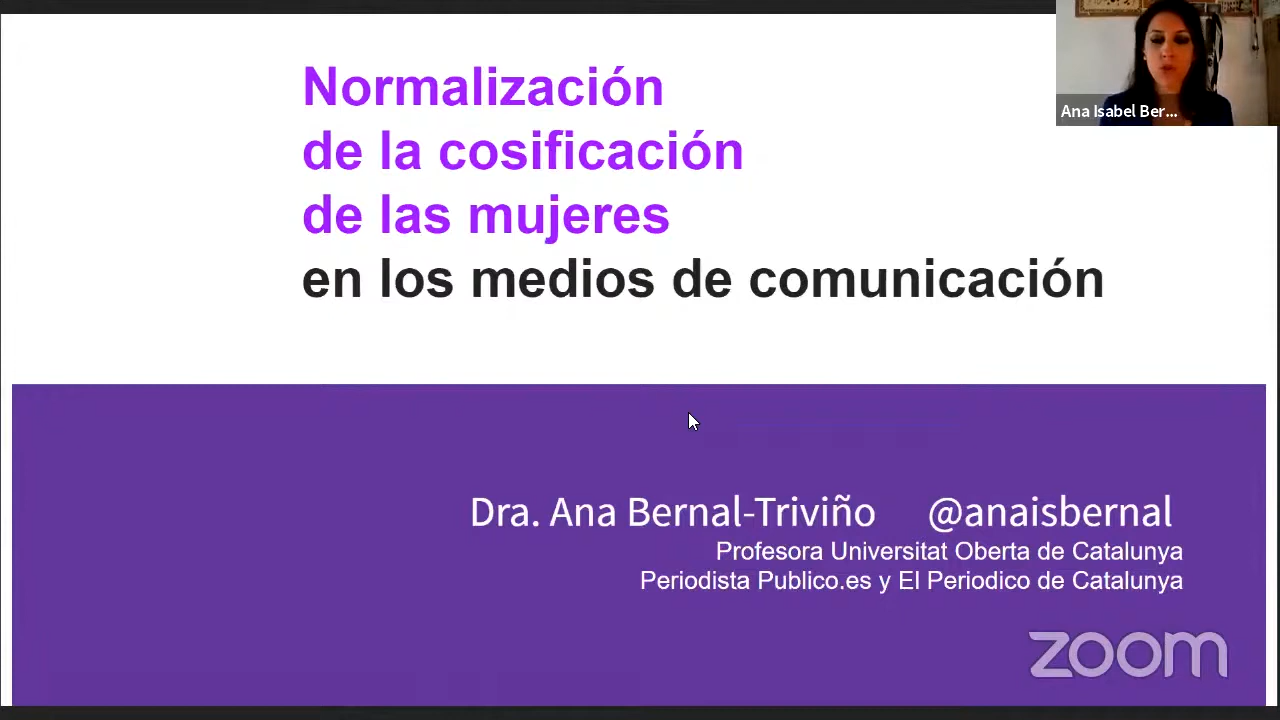 Normalización
de la cosificación
de las mujeres
en los medios de comunicación
Ana Isabel Ber...
Dra. Ana Bernal-Triviño @anaisbernal
Profesora Universitat Oberta de Catalunya
Periodista Publico.es y El Periodico de Catalunya
zoom